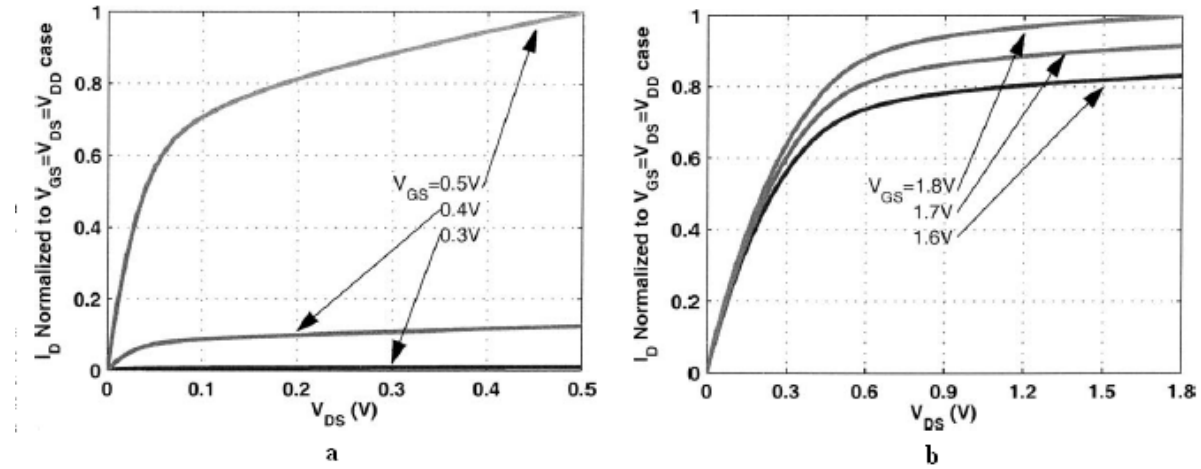 I_D Normalized to V_GS=V_DS=V_DD case
1
0.8
0.6
0.4
0.2
0
V_GS=0.5V
0.4V
0.3V
0
0.1
0.2
0.3
0.4
0.5
V_DS (V)
a
I_D Normalized to V_GS=V_DS=V_DD case
1
0.8
0.6
0.4
0.2
0
V_GS=1.8V
1.7V
1.6V
0
0.3
0.6
0.9
1.2
1.5
1.8
V_DS (V)
b